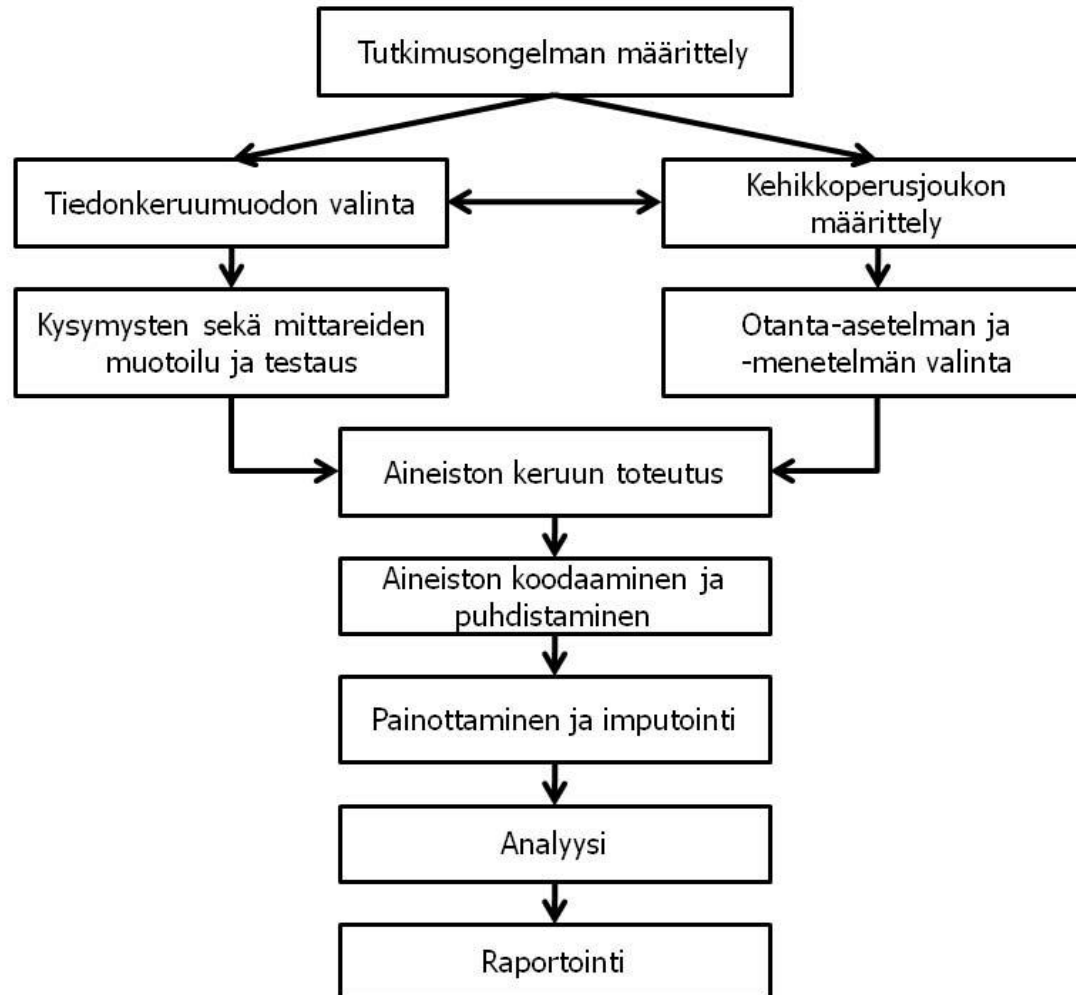 Tutkimusongelman määrittely
Tiedonkeruumuodon valinta
Kehikkoperusjoukon
määrittely
Kysymysten sekä mittareiden
muotoilu ja testaus
Otanta-asetelman ja
-menetelmän valinta
Aineiston keruun toteutus
Aineiston koodaaminen ja
puhdistaminen
Painottaminen ja imputointi
Analyysi
Raportointi